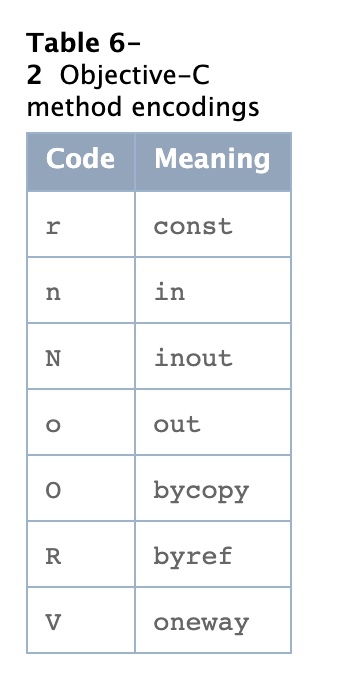 Table 6-
2 Objective-C
method encodings
Code Meaning
r const
n in
N inout
o out
O bycopy
R byref
V oneway